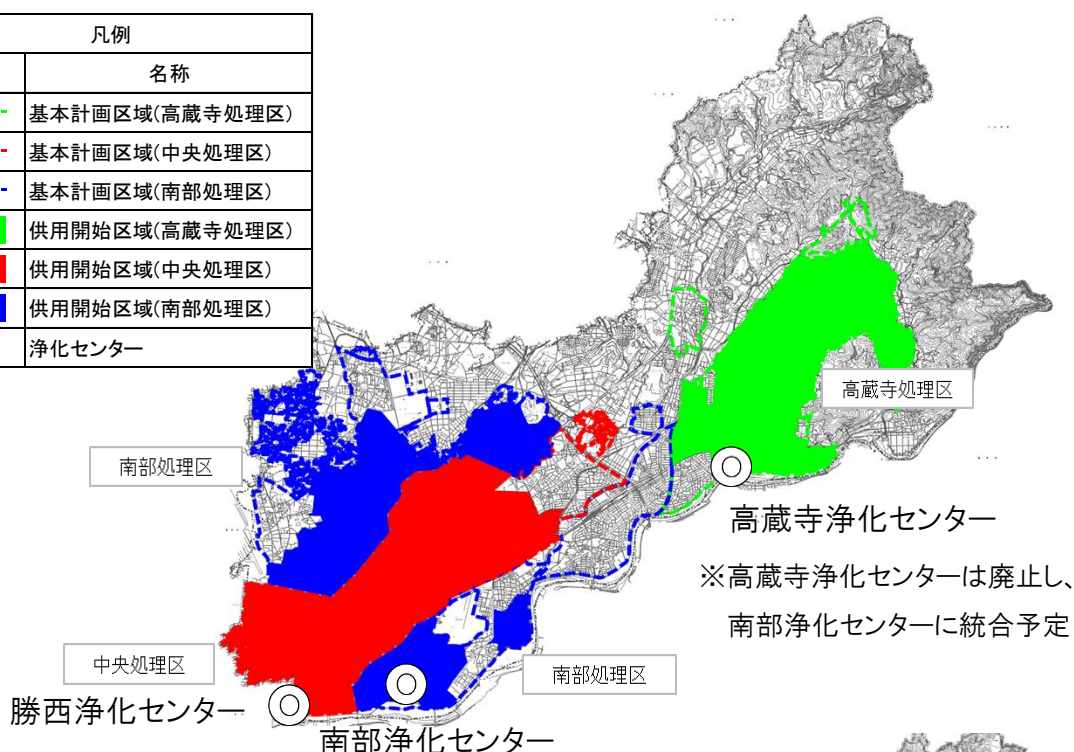 凡例
名称
基本計画区域(高蔵寺処理区)
基本計画区域(中央処理区)
基本計画区域(南部処理区)
供用開始区域(高蔵寺処理区)
供用開始区域(中央処理区)
供用開始区域(南部処理区)
浄化センター
高蔵寺処理区
南部処理区
高蔵寺浄化センター
※高蔵寺浄化センターは廃止し、
南部浄化センターに統合予定
中央処理区
南部処理区
勝西浄化センター
南部浄化センター